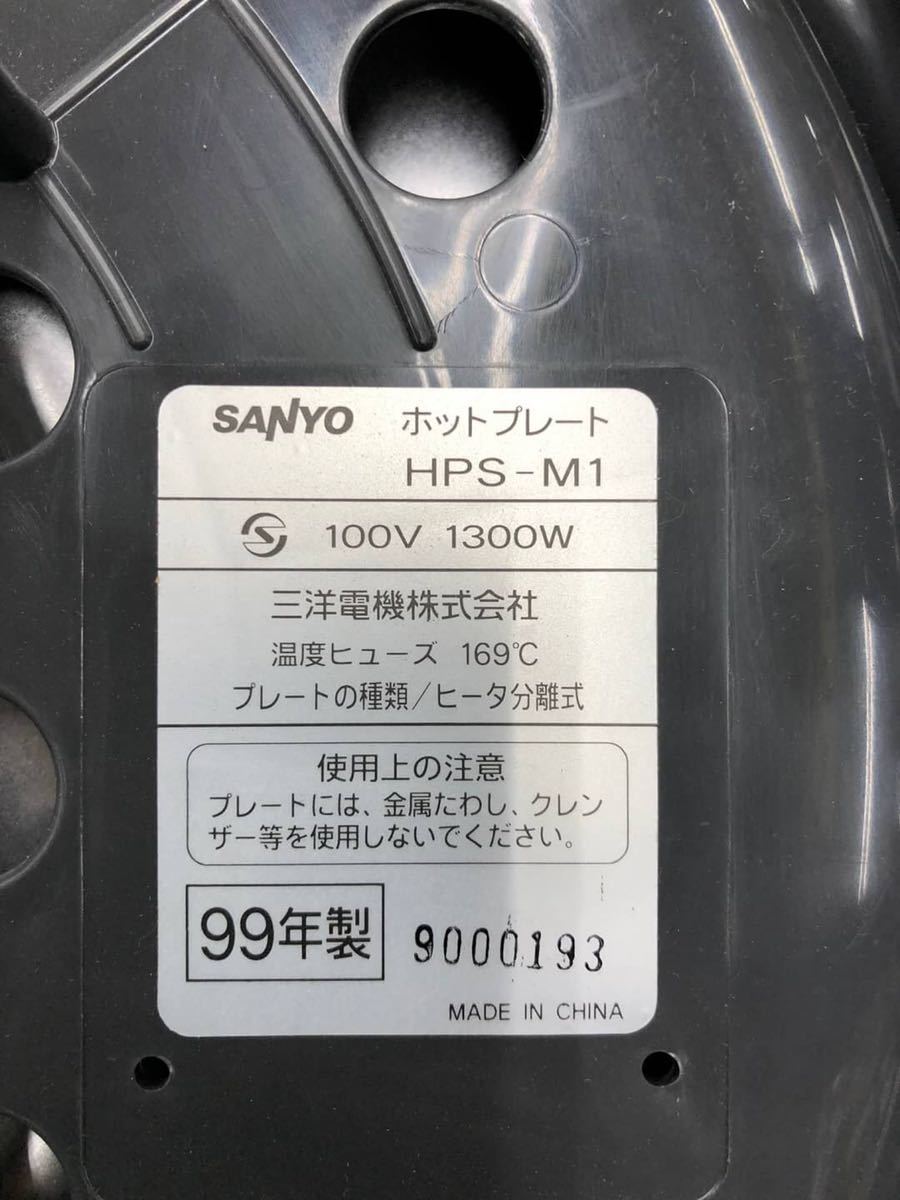 SANYO ホットプレート
HPS-M1
100V 1300W
三洋電機株式会社
温度ヒューズ 169℃
プレートの種類/ヒータ分離式
使用上の注意
プレートには、金属たわし、クレン
ザー等を使用しないでください。
99年製 9000193
MADE IN CHINA